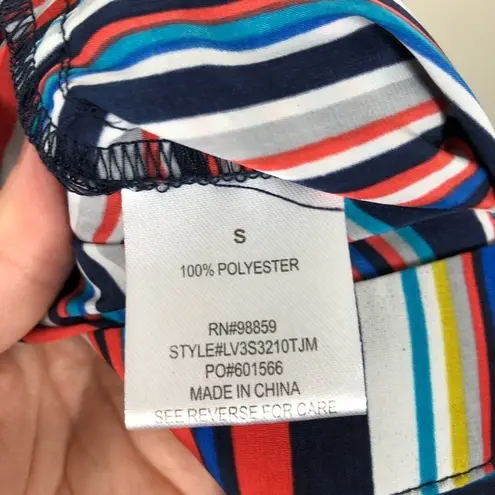 S
100% POLYESTER
RN#98859
STYLE#LV3S3210TJM
PO#601566
MADE IN CHINA
SEE REVERSE FOR CARE